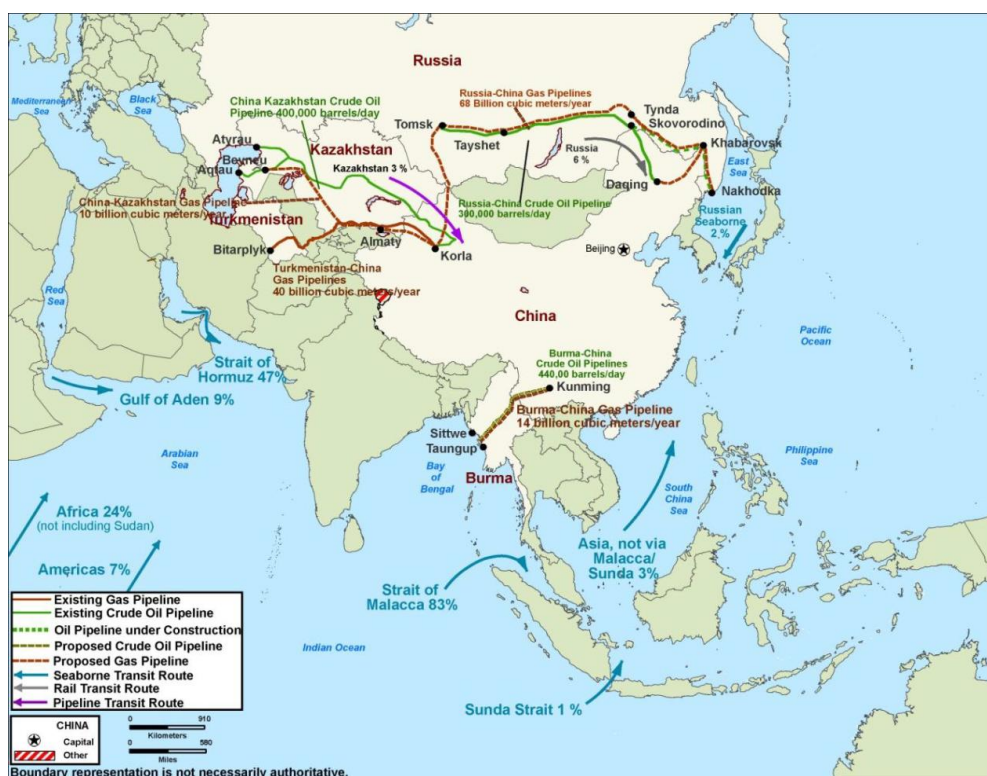 Russia
Mediterranean
Sea
Black
Sea
China Kazakhstan Crude Oil
Pipeline 400,000 barrels/day
Russia-China Gas Pipelines
68 Billion cubic meters/year
Tomsk
Tayshet
Tynda
Skovorodino
Khabarovsk
Atyrau
Beyneu
Aqtau
Kazakhstan
Kazakhstan 3 %
Russia
6 %
Daqing
East
Sea
Nakhodka
China-Kazakhstan Gas Pipeline
10 billion cubic meters/year
Turkmenistan
Russia-China Crude Oil Pipeline
300,000 barrels/day
Russian
Seaborne
2 %
Bitarplyk
Almaty
Korla
Beijing
Turkmenistan-China
Gas Pipelines
40 billion cubic meters/year
Red
Sea
China
Pacific
Ocean
Strait of
Hormuz 47%
Gulf of Aden 9%
Burma-China
Crude Oil Pipelines
440,00 barrels/day
Kunming
Burma-China Gas Pipeline
14 billion cubic meters/year
Sittwe
Taungup
Burma
Arabian
Sea
Bay
of
Bengal
Philippine
Sea
South
China
Sea
Africa 24%
(not including Sudan)
Americas 7%
Asia, not via
Malacca/
Sunda 3%
Strait of
Malacca 83%
Indian Ocean
Sunda Strait 1 %
Existing Gas Pipeline
Existing Crude Oil Pipeline
Oil Pipeline under Construction
Proposed Crude Oil Pipeline
Proposed Gas Pipeline
Seaborne Transit Route
Rail Transit Route
Pipeline Transit Route
CHINA
Capital
Other
0 910
Kilometers
0 580
Miles
Boundary representation is not necessarily authoritative.